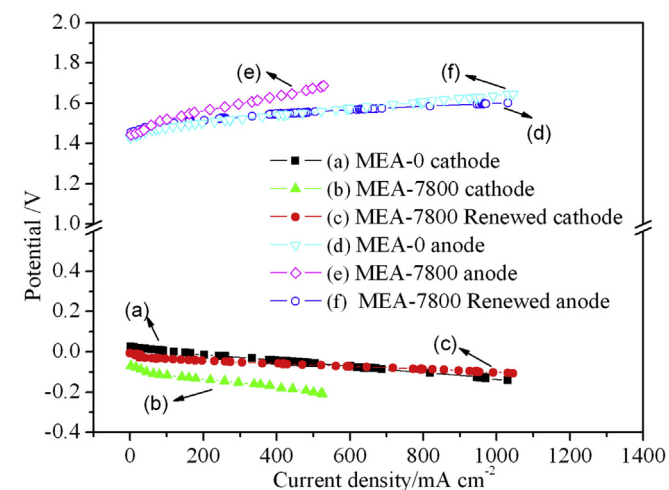 2.0
1.8
1.6
1.4
1.2
1.0
0.4
0.2
0.0
-0.2
-0.4
Potential /V
(e)
(f)
(d)
(a) MEA-0 cathode
(b) MEA-7800 cathode
(c) MEA-7800 Renewed cathode
(d) MEA-0 anode
(e) MEA-7800 anode
(f) MEA-7800 Renewed anode
(a)
(c)
(b)
0 200 400 600 800 1000 1200 1400
Current density/mA cm-2